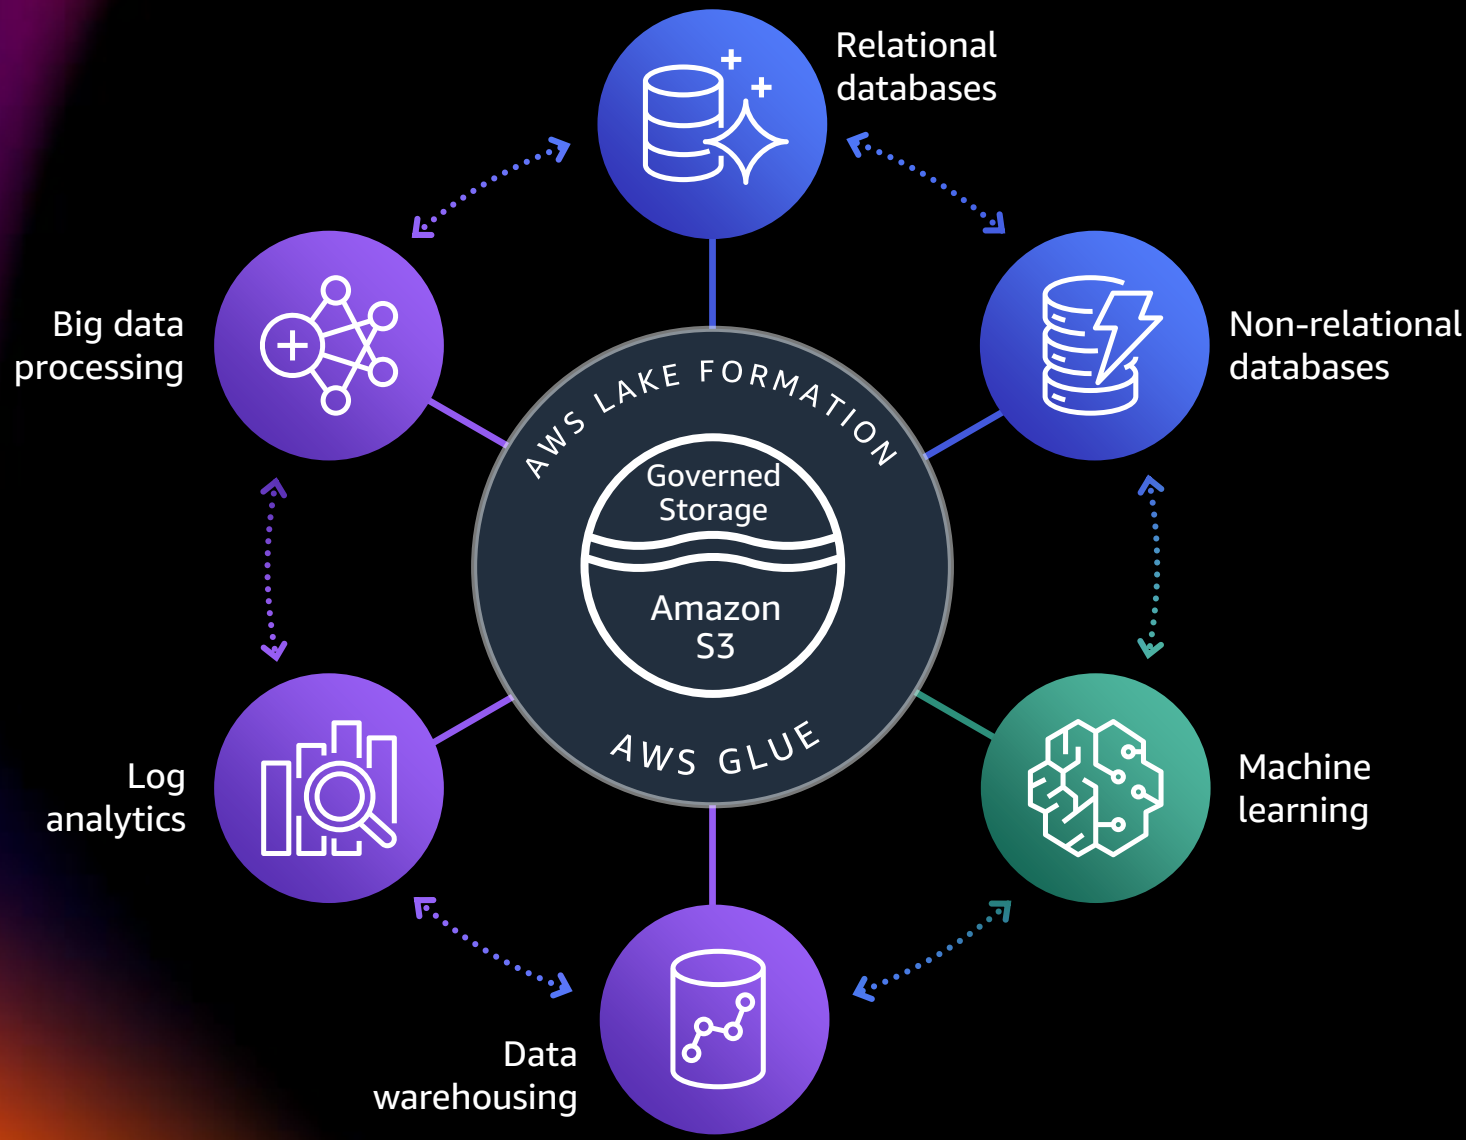 Relational
databases
Big data
processing
Non-relational
databases
AWS LAKE FORMATION
Governed
Storage
Amazon
S3
AWS GLUE
Log
analytics
Machine
learning
Data
warehousing